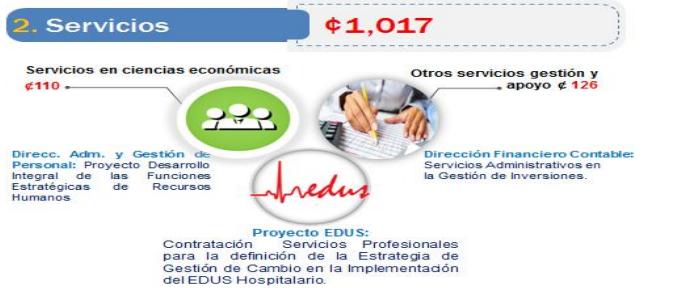 2. Servicios
¢1,017
Servicios en ciencias económicas
¢110
Otros servicios gestión y
apoyo ¢ 126
Direcc. Adm. y Gestión de
Personal: Proyecto Desarrollo
Integral de las Funciones
Estratégicas de Recursos
Humanos
edus
Dirección Financiero Contable:
Servicios Administrativos en
la Gestión de Inversiones.
Proyecto EDUS:
Contratación Servicios Profesionales
para la definición de la Estrategia de
Gestión de Cambio en la Implementación
del EDUS Hospitalario.